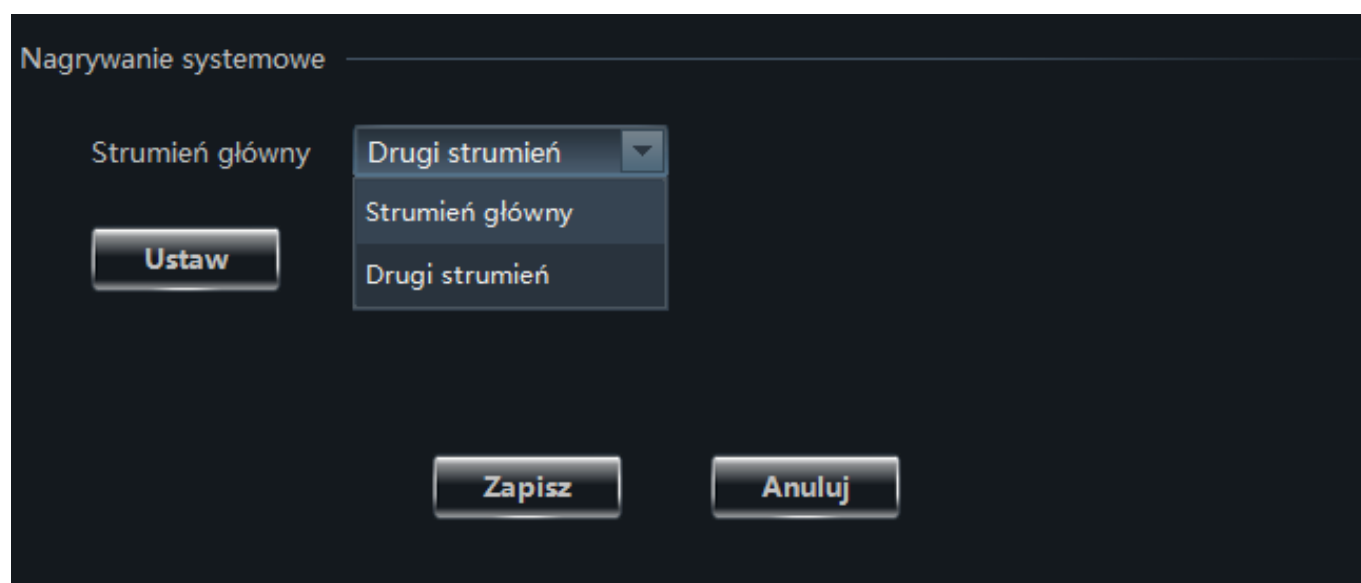 Nagrywanie systemowe
Strumień główny Drugi strumień
Strumień główny
Ustaw
Drugi strumień
Zapisz Anuluj